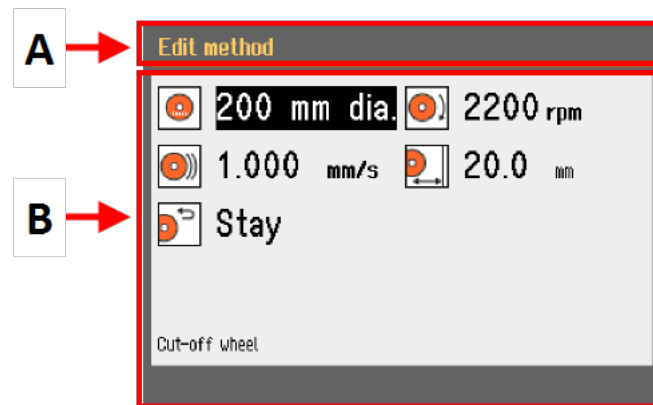 A
Edit method
200 mm dia. 2200 rpm
1.000 mm/s 20.0 mm
B
Stay
Cut-off wheel